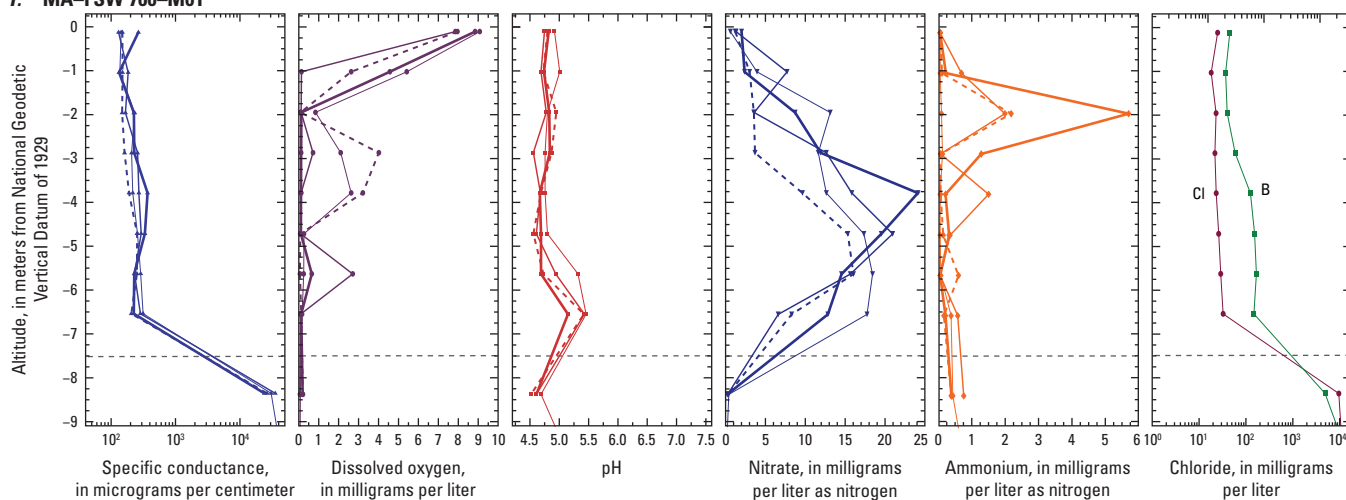 0
−1
−2
−3
−4
−5
−6
−7
−8
−9
Altitude, in meters from National Geodetic
Vertical Datum of 1929
10² 10³ 10⁴
Specific conductance,
in micrograms per centimeter
0 1 2 3 4 5 6 7 8 9 10
Dissolved oxygen,
in milligrams per liter
4.5 5.0 5.5 6.0 6.5 7.0 7.5
pH
0 5 10 15 20 25
Nitrate, in milligrams
per liter as nitrogen
0 1 2 3 4 5 6
Ammonium, in milligrams
per liter as nitrogen
Cl
B
10⁰ 10¹ 10² 10³ 10⁴
Chloride, in milligrams
per liter